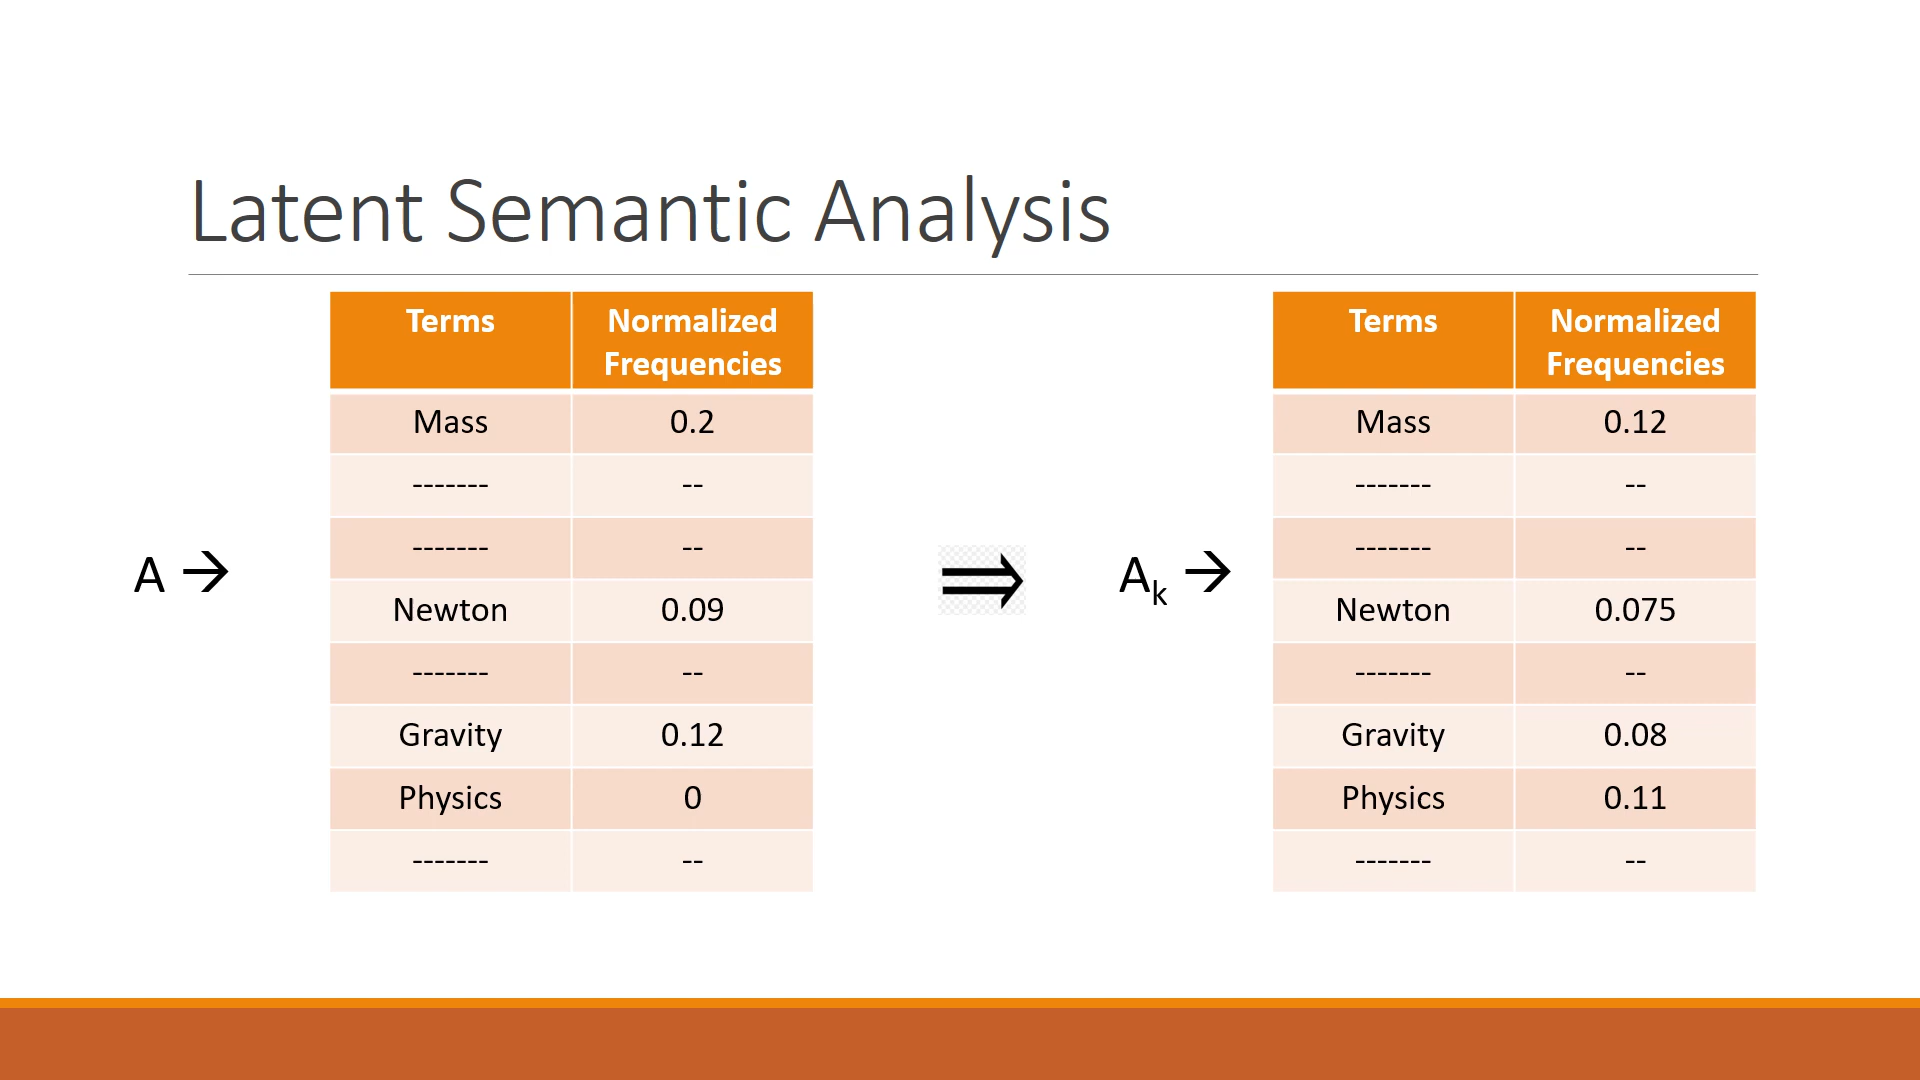 Latent Semantic Analysis
A →
Terms Normalized Frequencies
Mass 0.2
------- --
------- --
Newton 0.09
------- --
Gravity 0.12
Physics 0
------- --
⇒
Aₖ →
Terms Normalized Frequencies
Mass 0.12
------- --
------- --
Newton 0.075
------- --
Gravity 0.08
Physics 0.11
------- --